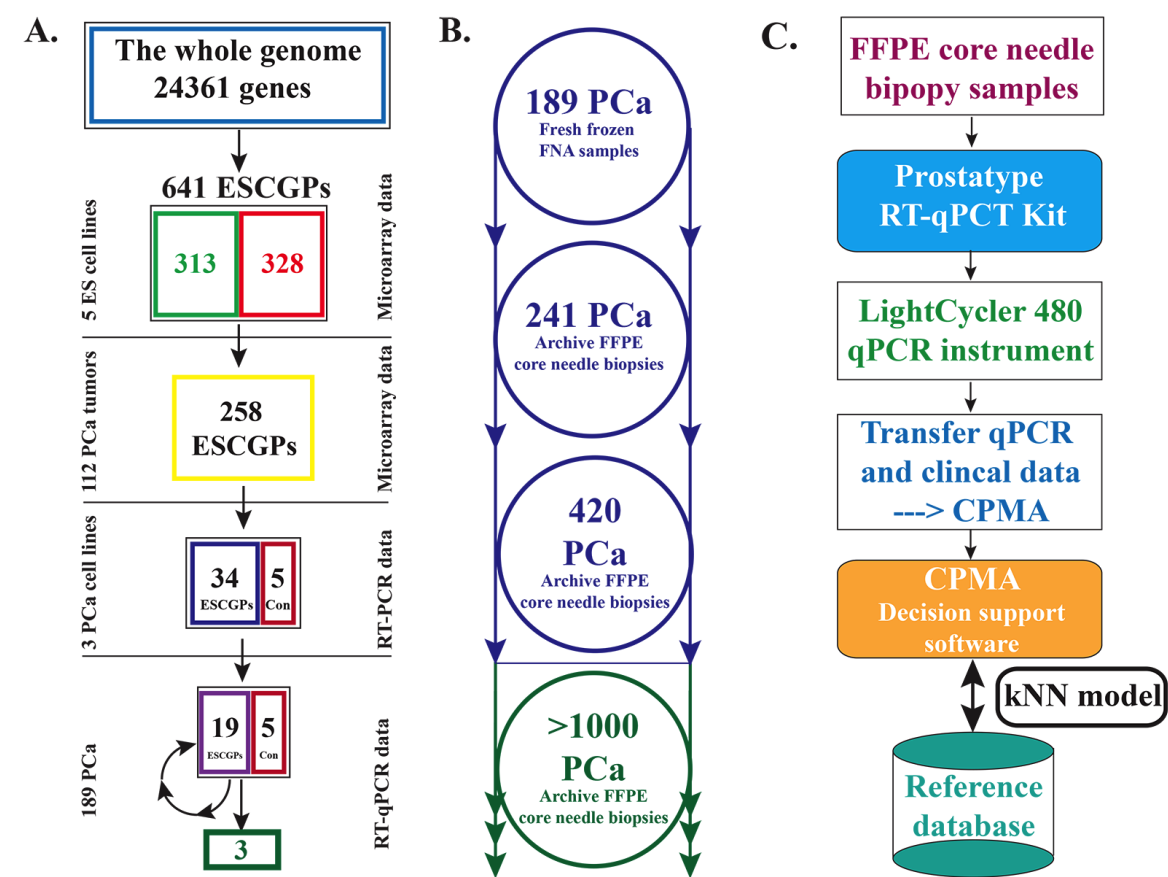 A.
The whole genome
24361 genes
641 ESCGPs
5 ES cell lines
313
328
Microarray data
112 PCa tumors
258
ESCGPs
Microarray data
3 PCa cell lines
34
ESCGPs
5
Con
RT-PCR data
189 PCa
19
ESCGPs
5
Con
RT-qPCR data
3
B.
189 PCa
Fresh frozen
FNA samples
241 PCa
Archive FFPE
core needle biopsies
420
PCa
Archive FFPE
core needle biopsies
>1000
PCa
Archive FFPE
core needle biopsies
C.
FFPE core needle
bipopy samples
Prostatype
RT-qPCT Kit
LightCycler 480
qPCR instrument
Transfer qPCR
and clincal data
---> CPMA
CPMA
Decision support
software
kNN model
Reference
database